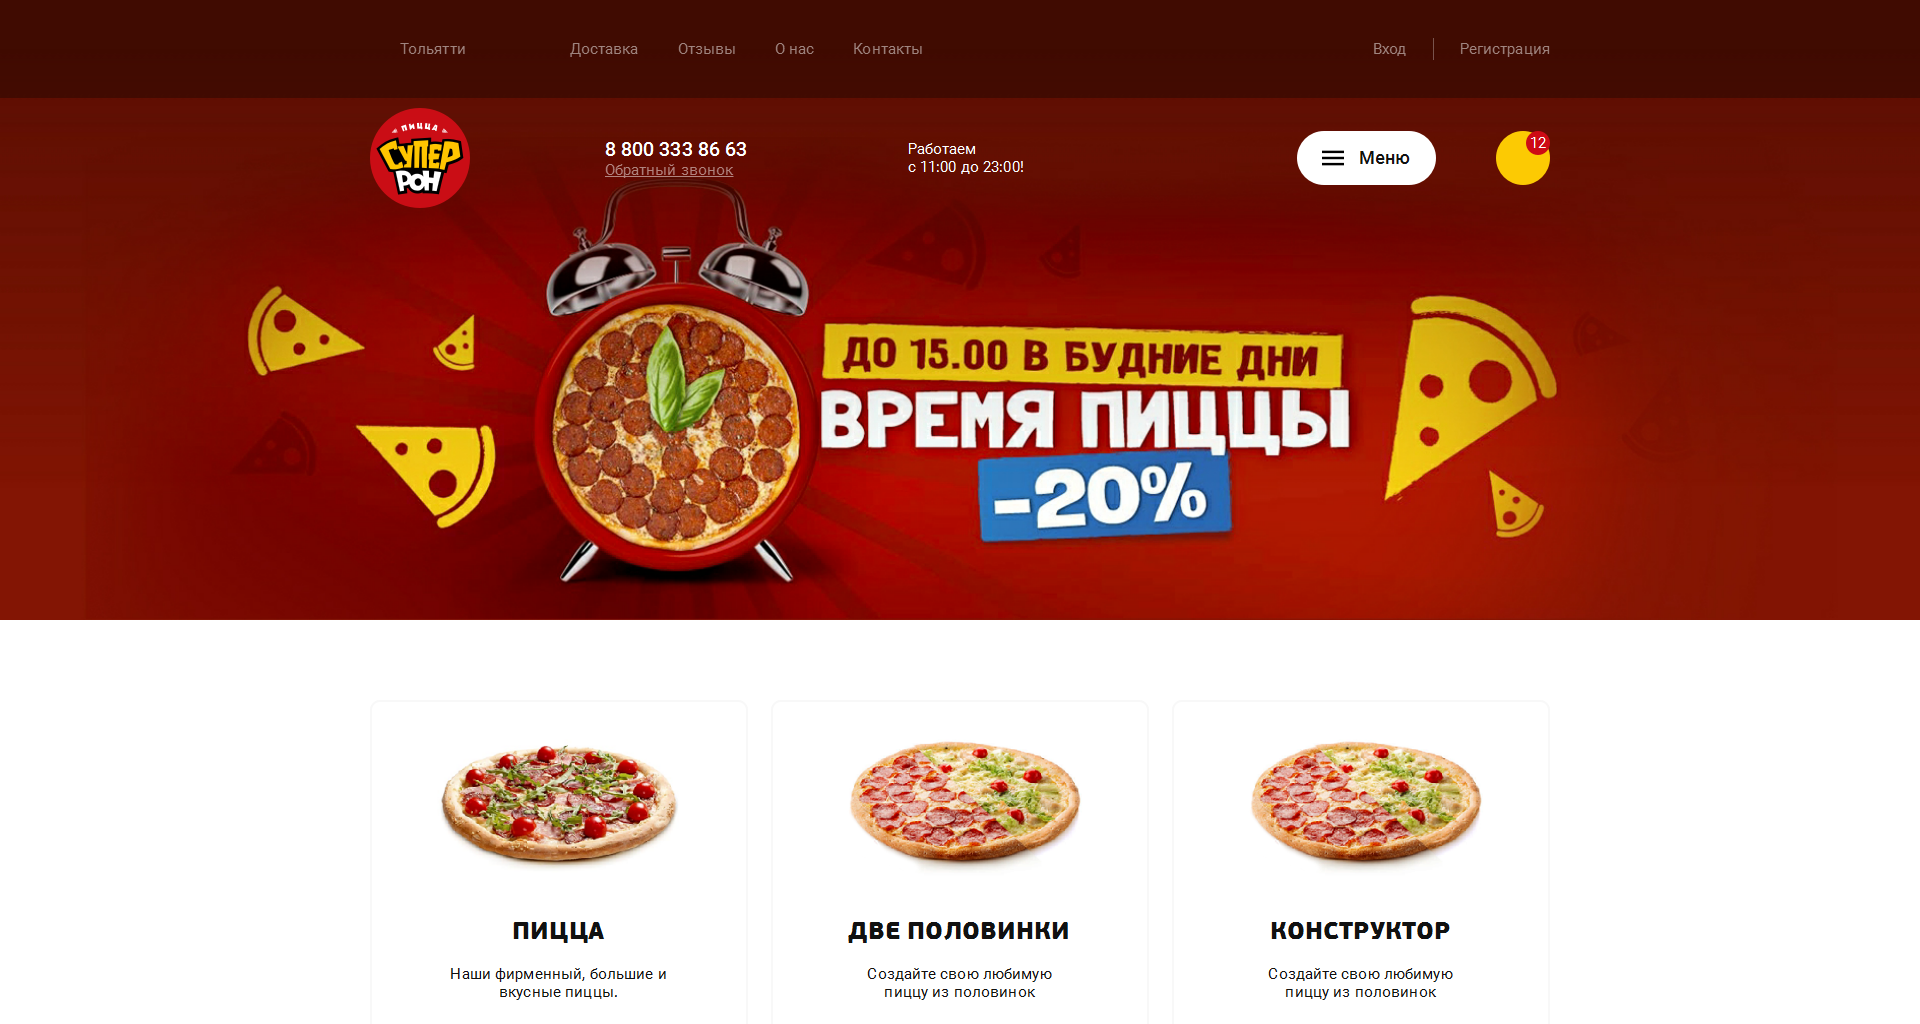 Тольятти
Доставка
Отзывы
О нас
Контакты
Вход
Регистрация
ПИЦЦА
СУПЕР
РОН
8 800 333 86 63
Обратный звонок
Работаем
с 11:00 до 23:00!
Меню
12
ДО 15.00 В БУДНИЕ ДНИ
ВРЕМЯ ПИЦЦЫ
-20%
ПИЦЦА
Наши фирменный, большие и
вкусные пиццы.
ДВЕ ПОЛОВИНКИ
Создайте свою любимую
пиццу из половинок
КОНСТРУКТОР
Создайте свою любимую
пиццу из половинок